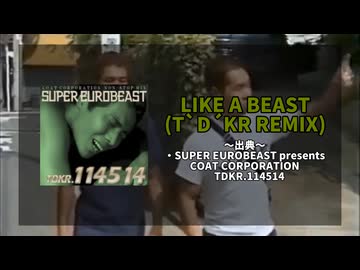 COAT CORPORATION NON-STOP MIX
SUPER EUROBEAST
TDKR.114514
LIKE A BEAST
(T`D´KR REMIX)
～出典～
・SUPER EUROBEAST presents
COAT CORPORATION
TDKR.114514